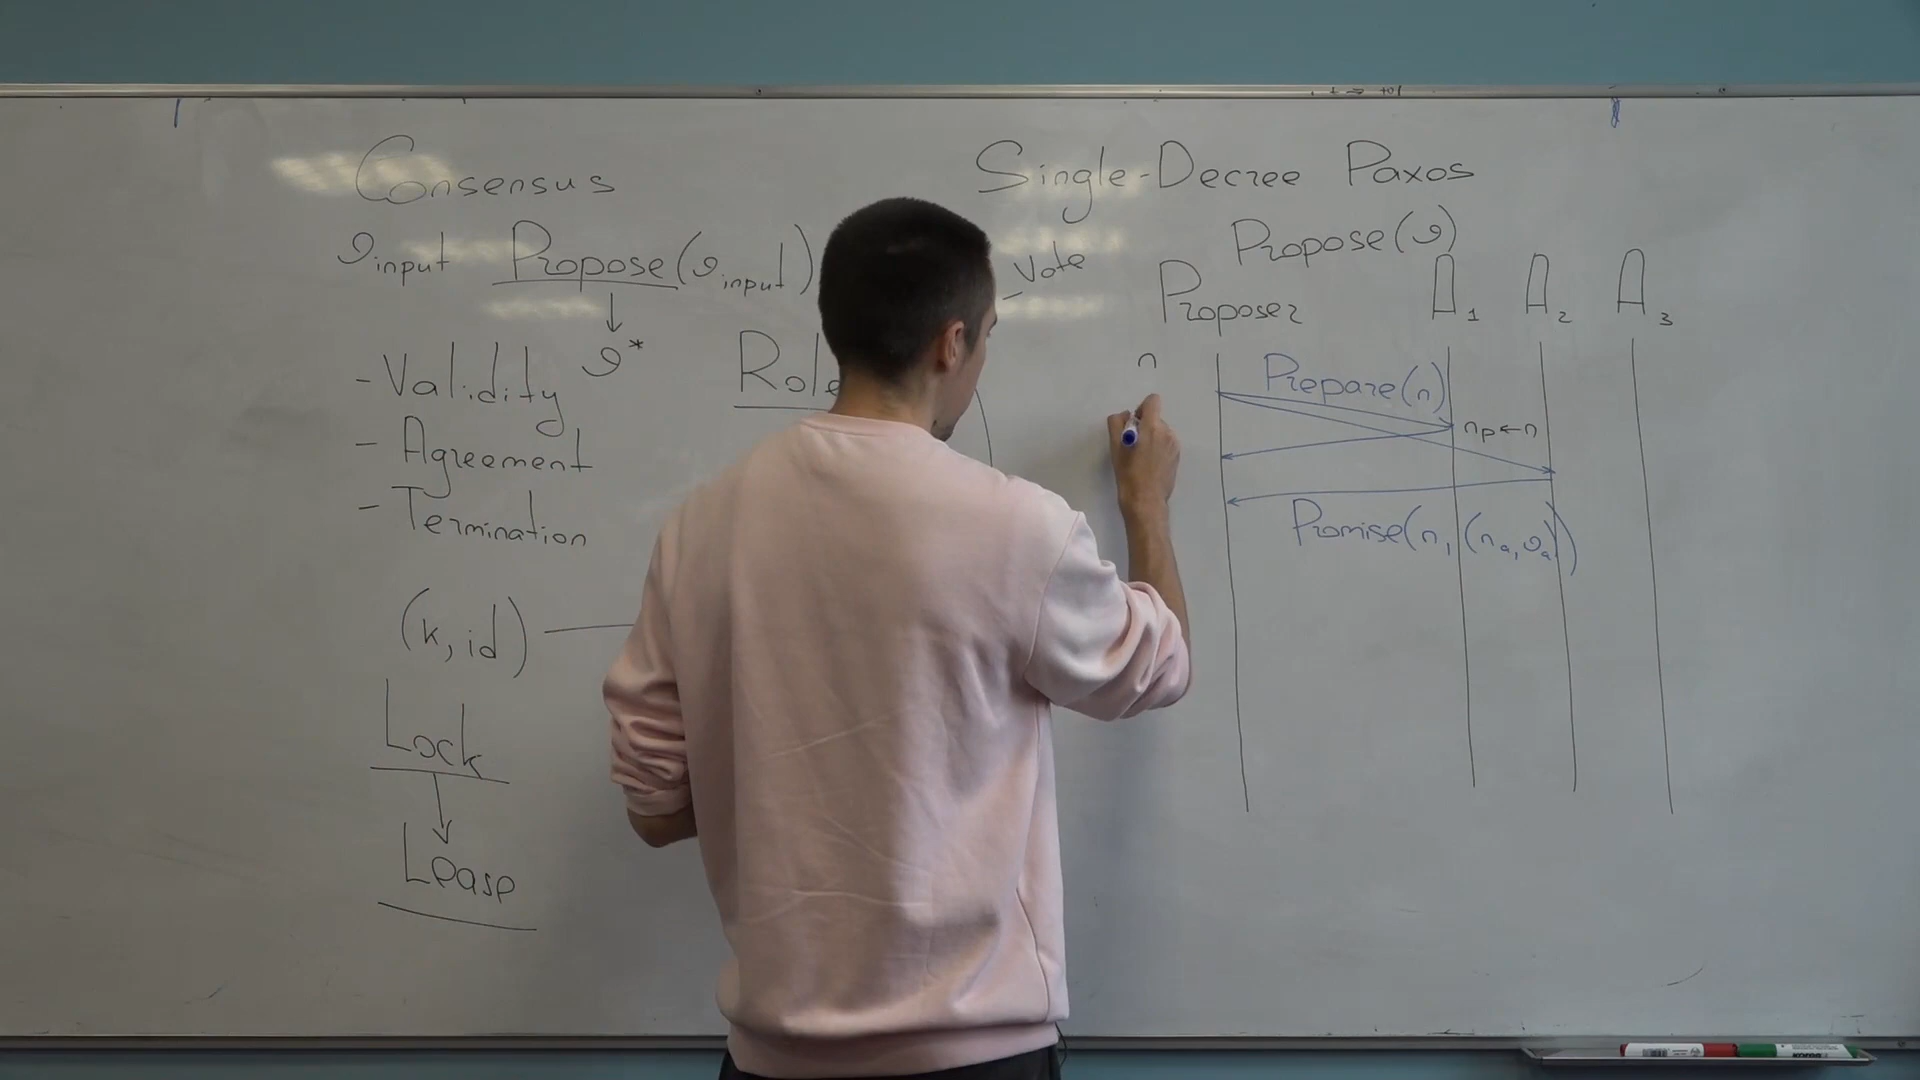 Consensus
ϑinput Propose(ϑinput)
↓
ϑ*
- Validity
- Agreement
- Termination
(k, id)
Lock
↓
Lease
- Vote
Single-Decree Paxos
Propose(ϑ)
Proposer A1 A2 A3
n
Prepare(n)
np ← n
Promise(n, (na, ϑa))